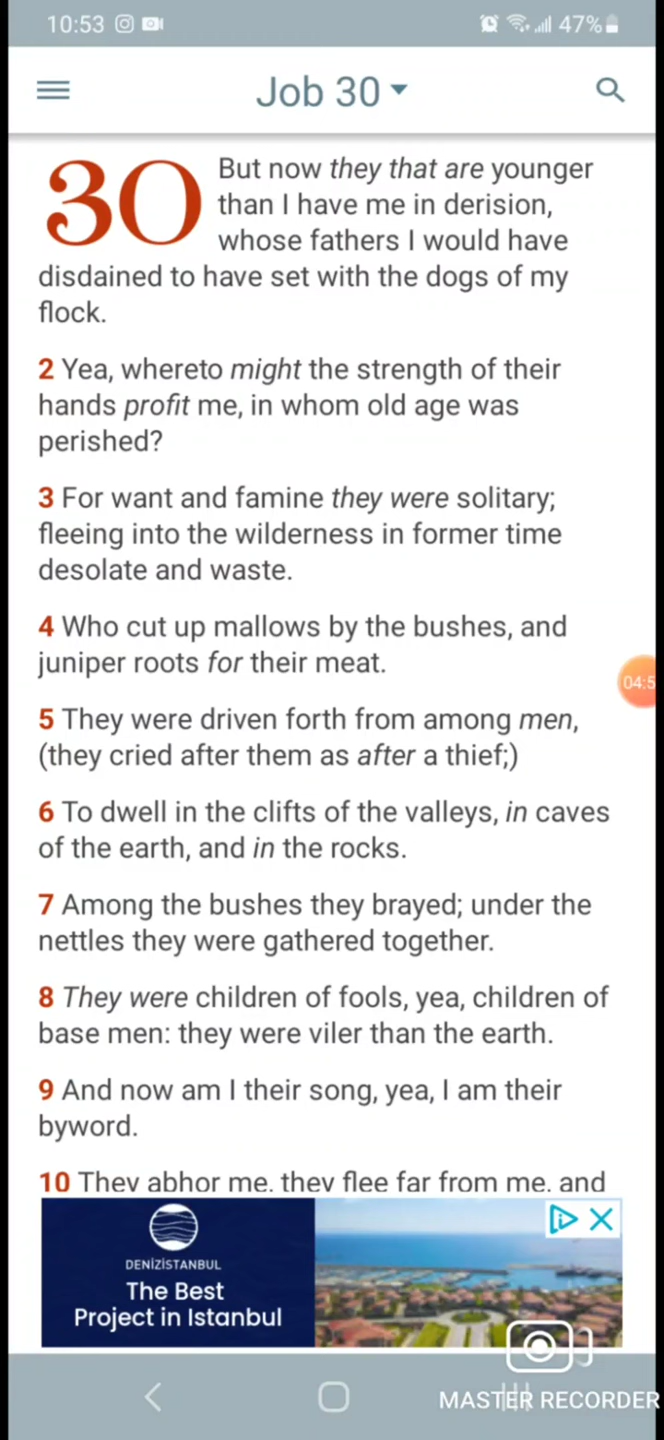 10:53
47%
Job 30
30 But now they that are younger
than I have me in derision,
whose fathers I would have
disdained to have set with the dogs of my
flock.
2 Yea, whereto might the strength of their
hands profit me, in whom old age was
perished?
3 For want and famine they were solitary;
fleeing into the wilderness in former time
desolate and waste.
4 Who cut up mallows by the bushes, and
juniper roots for their meat.
5 They were driven forth from among men,
(they cried after them as after a thief;)
6 To dwell in the clifts of the valleys, in caves
of the earth, and in the rocks.
7 Among the bushes they brayed; under the
nettles they were gathered together.
8 They were children of fools, yea, children of
base men: they were viler than the earth.
9 And now am I their song, yea, I am their
byword.
10 They abhor me, they flee far from me, and
04:5
DENİZİSTANBUL
The Best
Project in Istanbul
MASTER RECORDER